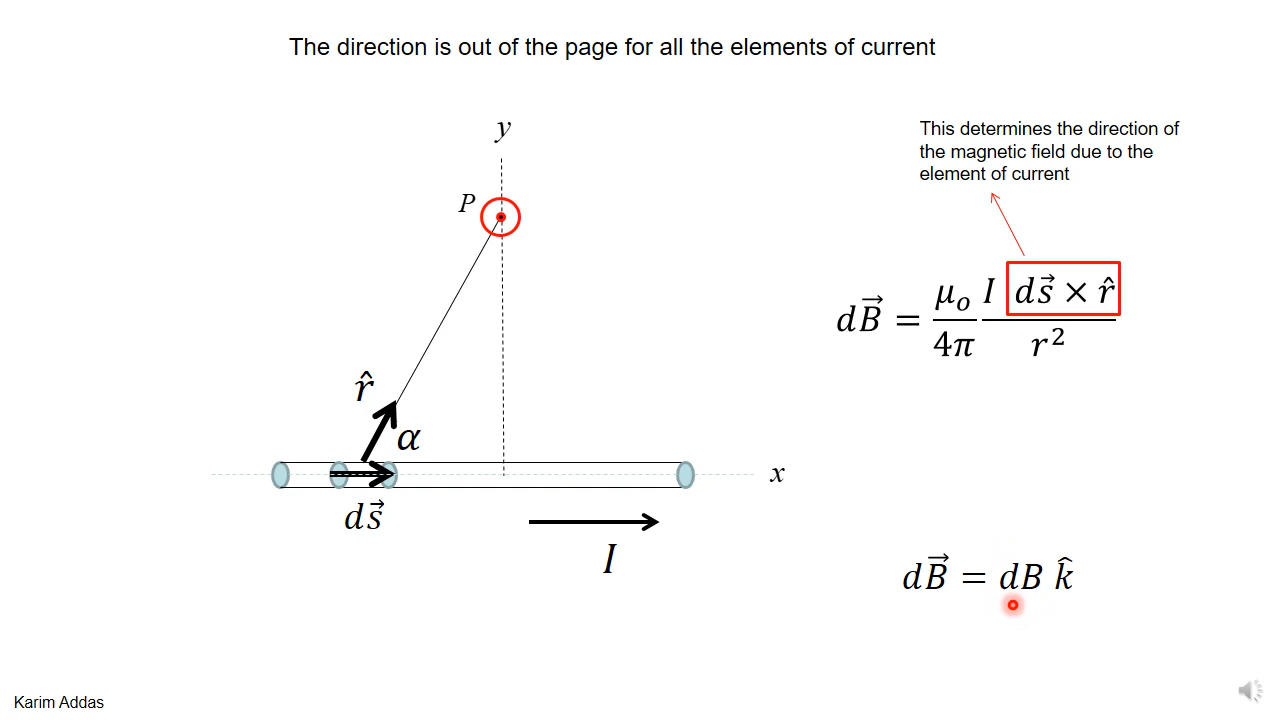 The direction is out of the page for all the elements of current
This determines the direction of
the magnetic field due to the
element of current
y
P
r̂
α
x
ds⃗
I
dB⃗ = μₒ/4π I ds⃗ × r̂ / r²
dB⃗ = dB k̂
Karim Addas